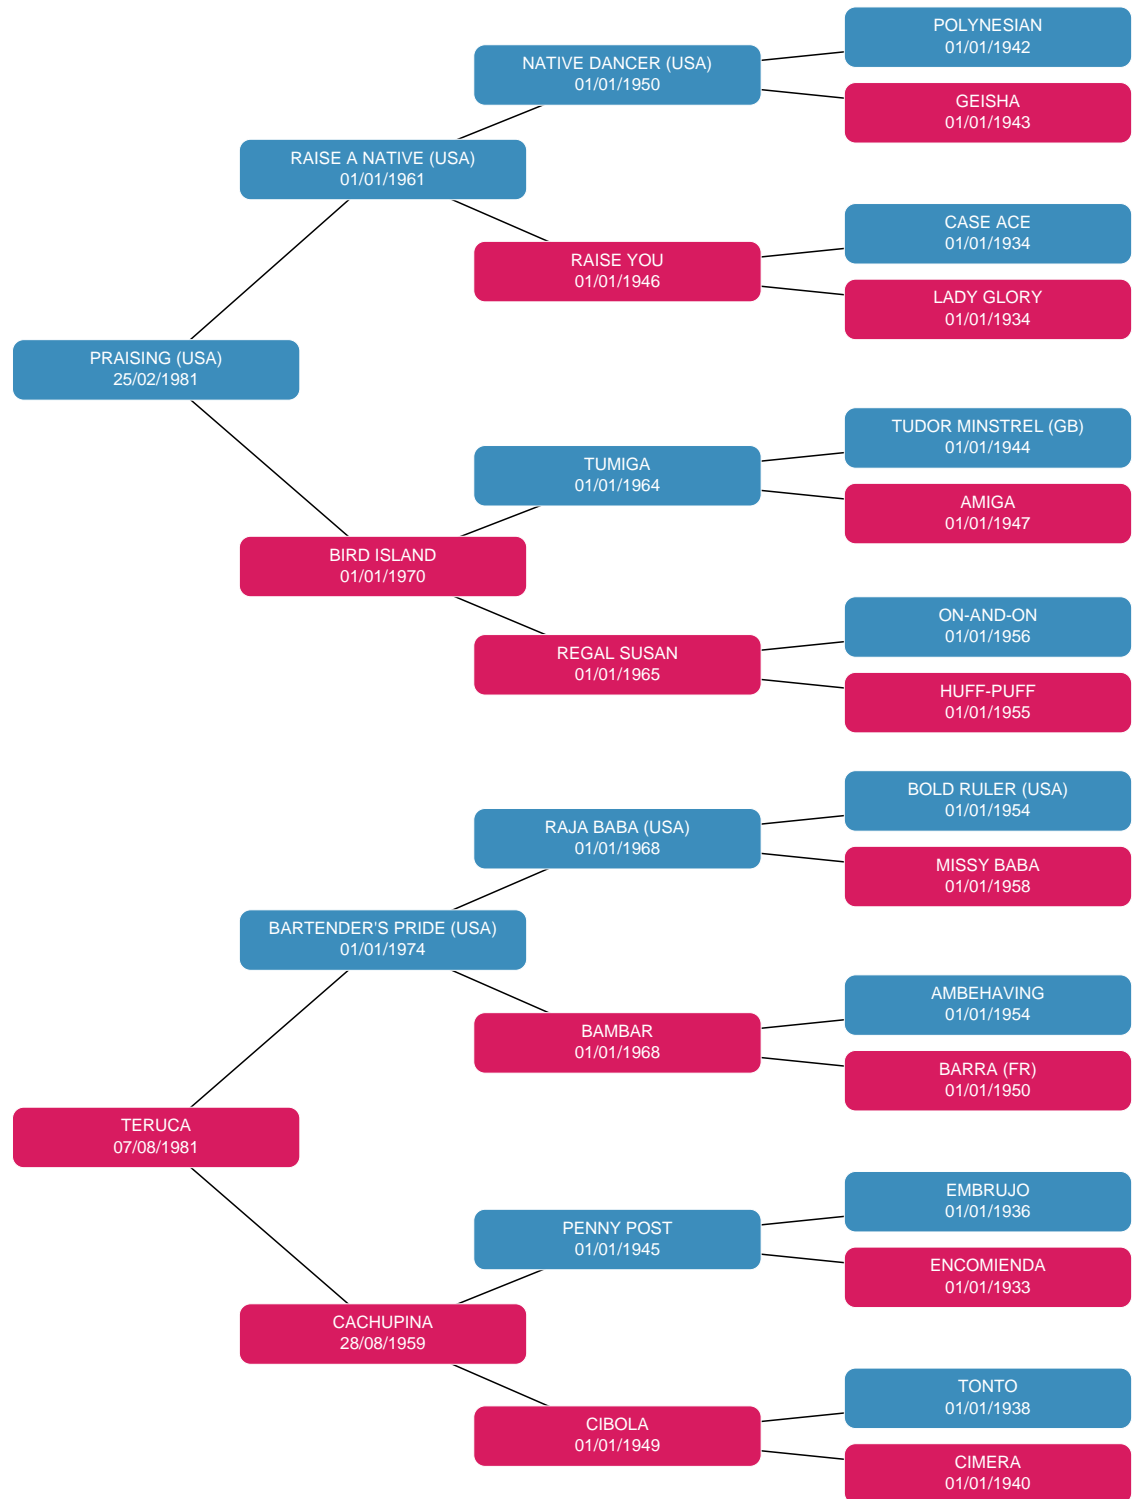 POLYNESIAN
01/01/1942
NATIVE DANCER (USA)
01/01/1950
GEISHA
01/01/1943
RAISE A NATIVE (USA)
01/01/1961
CASE ACE
01/01/1934
RAISE YOU
01/01/1946
LADY GLORY
01/01/1934
PRAISING (USA)
25/02/1981
TUDOR MINSTREL (GB)
01/01/1944
TUMIGA
01/01/1964
AMIGA
01/01/1947
BIRD ISLAND
01/01/1970
ON-AND-ON
01/01/1956
REGAL SUSAN
01/01/1965
HUFF-PUFF
01/01/1955
BOLD RULER (USA)
01/01/1954
RAJA BABA (USA)
01/01/1968
MISSY BABA
01/01/1958
BARTENDER'S PRIDE (USA)
01/01/1974
AMBEHAVING
01/01/1954
BAMBAR
01/01/1968
BARRA (FR)
01/01/1950
TERUCA
07/08/1981
EMBRUJO
01/01/1936
PENNY POST
01/01/1945
ENCOMIENDA
01/01/1933
CACHUPINA
28/08/1959
TONTO
01/01/1938
CIBOLA
01/01/1949
CIMERA
01/01/1940